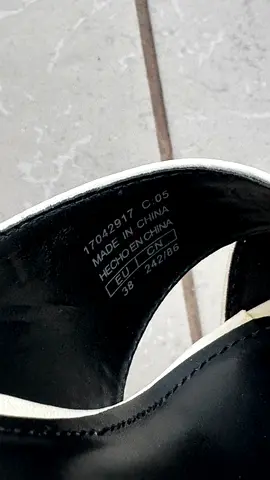 17042917 C.05
MADE IN CHINA
HECHO EN CHINA
EU CN
38 242/86